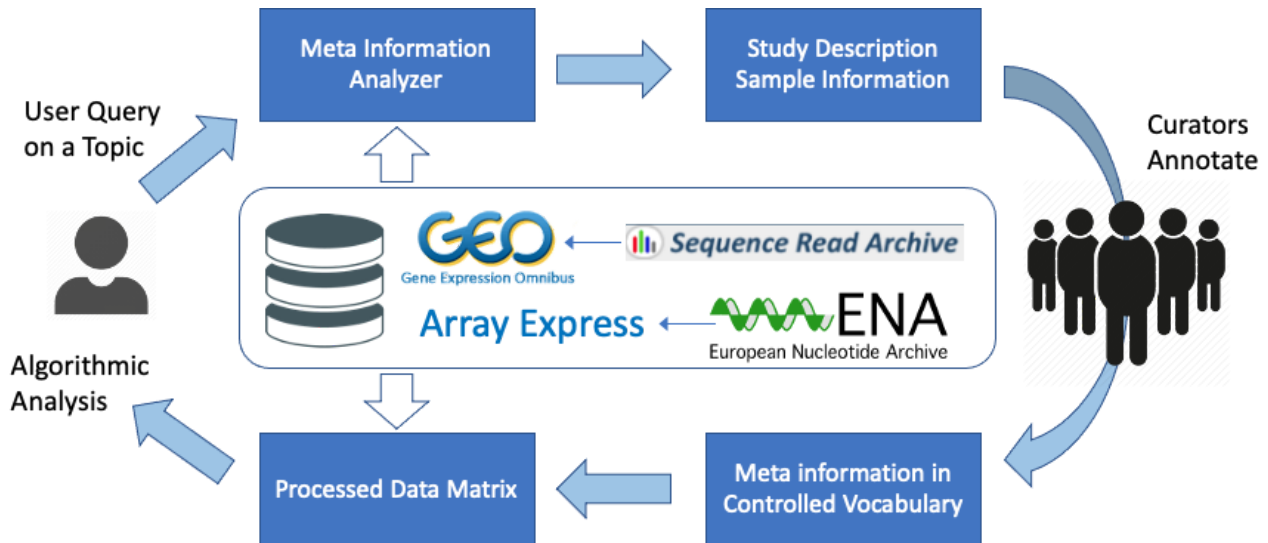 Meta Information
Analyzer
Study Description
Sample Information
User Query
on a Topic
Curators
Annotate
GEO
Gene Expression Omnibus
Sequence Read Archive
Array Express
ENA
European Nucleotide Archive
Algorithmic
Analysis
Processed Data Matrix
Meta information in
Controlled Vocabulary